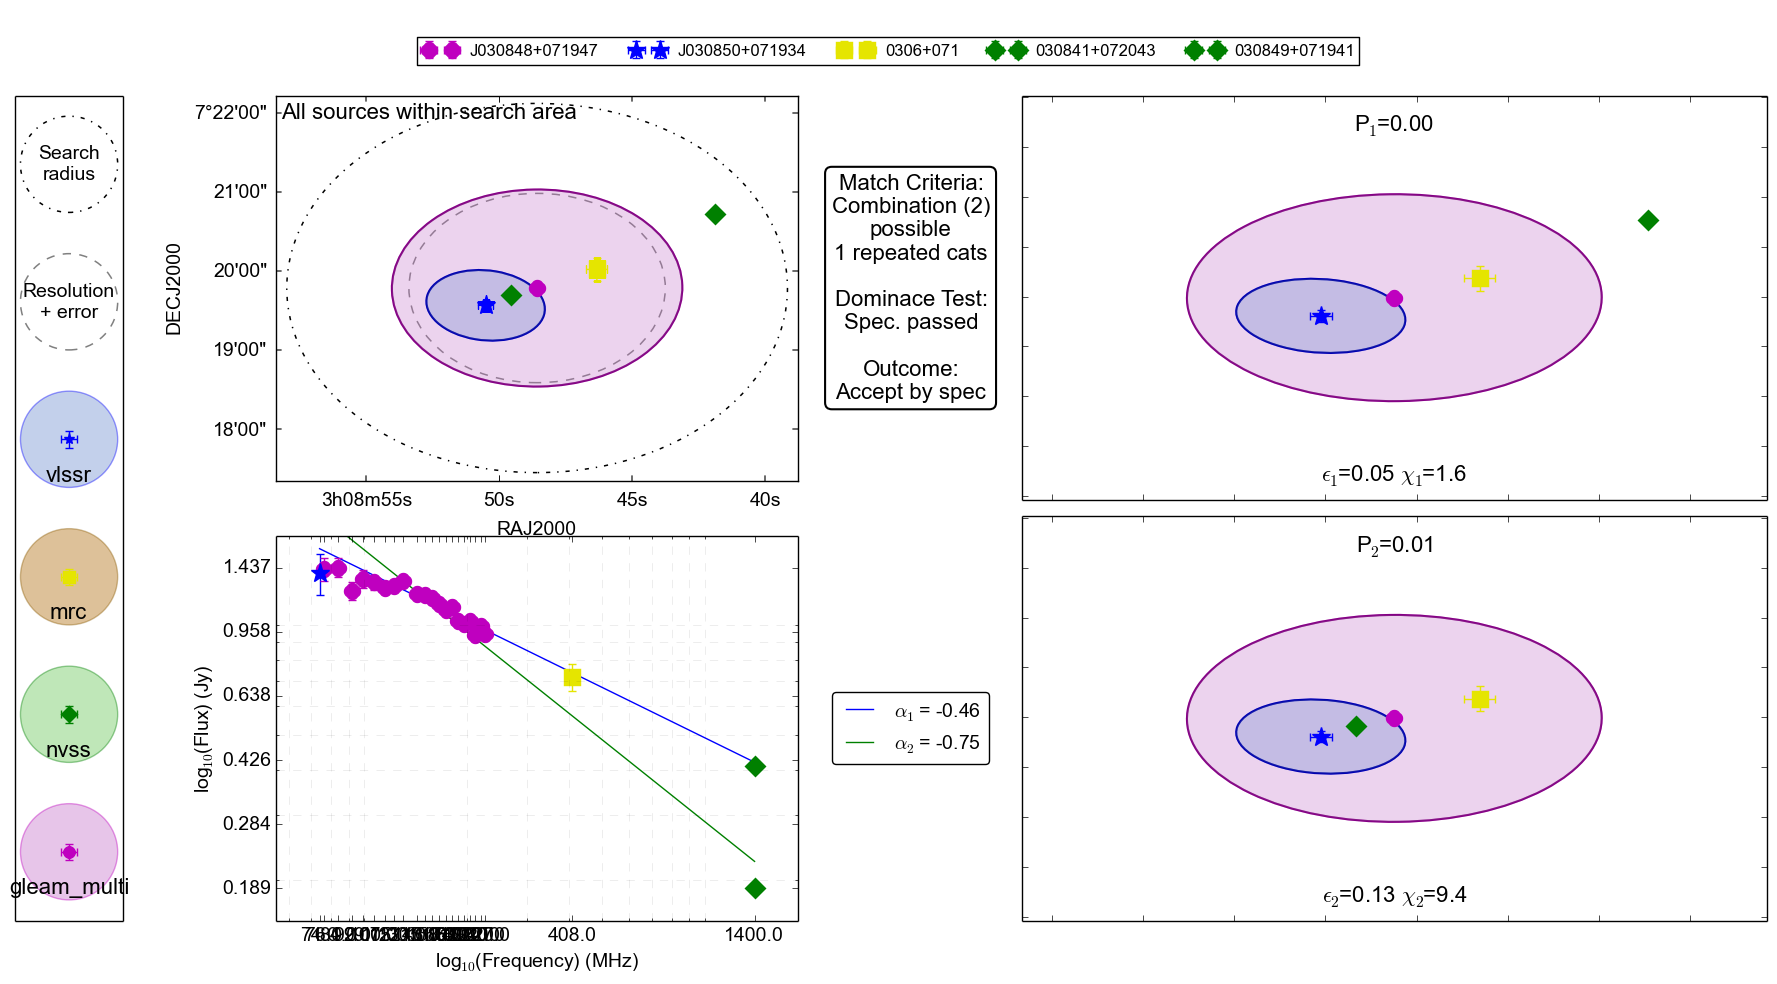 J030848+071947 J030850+071934 0306+071 030841+072043 030849+071941
Search
radius
Resolution
+ error
vlssr
mrc
nvss
gleam_multi
All sources within search area
7°22'00"
21'00"
20'00"
19'00"
18'00"
DECJ2000
3h08m55s 50s 45s 40s
RAJ2000
Match Criteria:
Combination (2)
possible
1 repeated cats
Dominace Test:
Spec. passed
Outcome:
Accept by spec
P₁=0.00
ϵ₁=0.05 χ₁=1.6
1.437
0.958
0.638
0.426
0.284
0.189
log₁₀(Flux) (Jy)
408.0 1400.0
log₁₀(Frequency) (MHz)
α₁ = -0.46
α₂ = -0.75
P₂=0.01
ϵ₂=0.13 χ₂=9.4